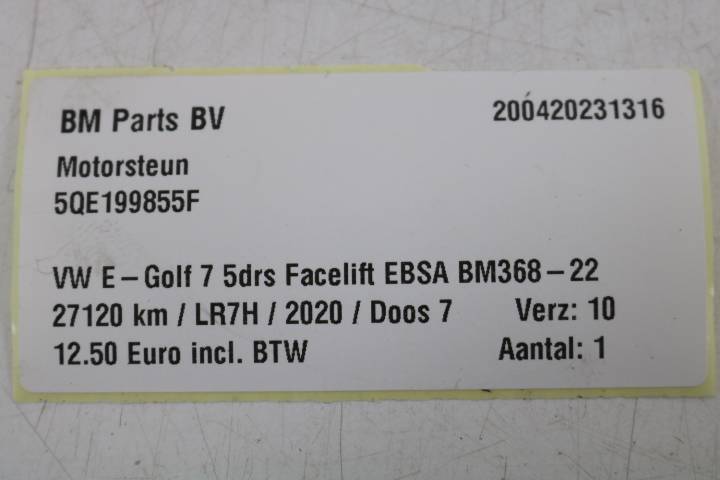 BM Parts BV 200420231316
Motorsteun
5QE199855F
VW E-Golf 7 5drs Facelift EBSA BM368-22
27120 km / LR7H / 2020 / Doos 7 Verz: 10
12.50 Euro incl. BTW Aantal: 1